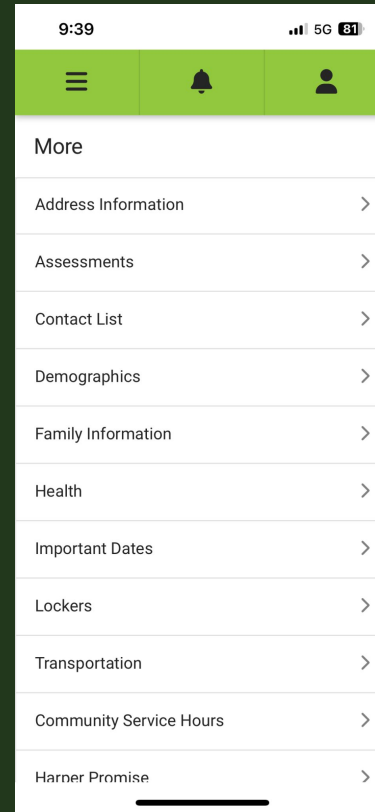 9:39
5G 81
More
Address Information
Assessments
Contact List
Demographics
Family Information
Health
Important Dates
Lockers
Transportation
Community Service Hours
Harper Promise